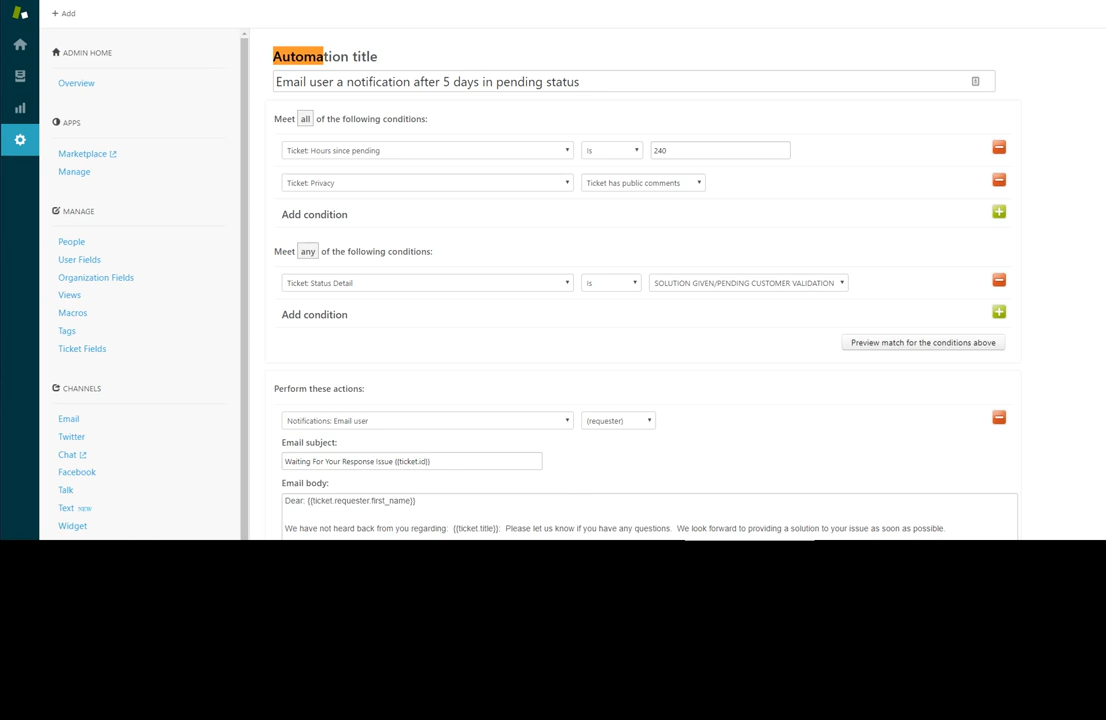 + Add
ADMIN HOME
Overview
APPS
Marketplace
Manage
MANAGE
People
User Fields
Organization Fields
Views
Macros
Tags
Ticket Fields
CHANNELS
Email
Twitter
Chat
Facebook
Talk
Text NEW
Widget
Automation title
Email user a notification after 5 days in pending status
Meet all of the following conditions:
Ticket: Hours since pending Is 240
Ticket: Privacy Ticket has public comments
Add condition
Meet any of the following conditions:
Ticket: Status Detail Is SOLUTION GIVEN/PENDING CUSTOMER VALIDATION
Add condition
Preview match for the conditions above
Perform these actions:
Notifications: Email user (requester)
Email subject:
Waiting For Your Response Issue {{ticket.id}}
Email body:
Dear: {{ticket.requester.first_name}}
We have not heard back from you regarding: {{ticket.title}}: Please let us know if you have any questions. We look forward to providing a solution to your issue as soon as possible.